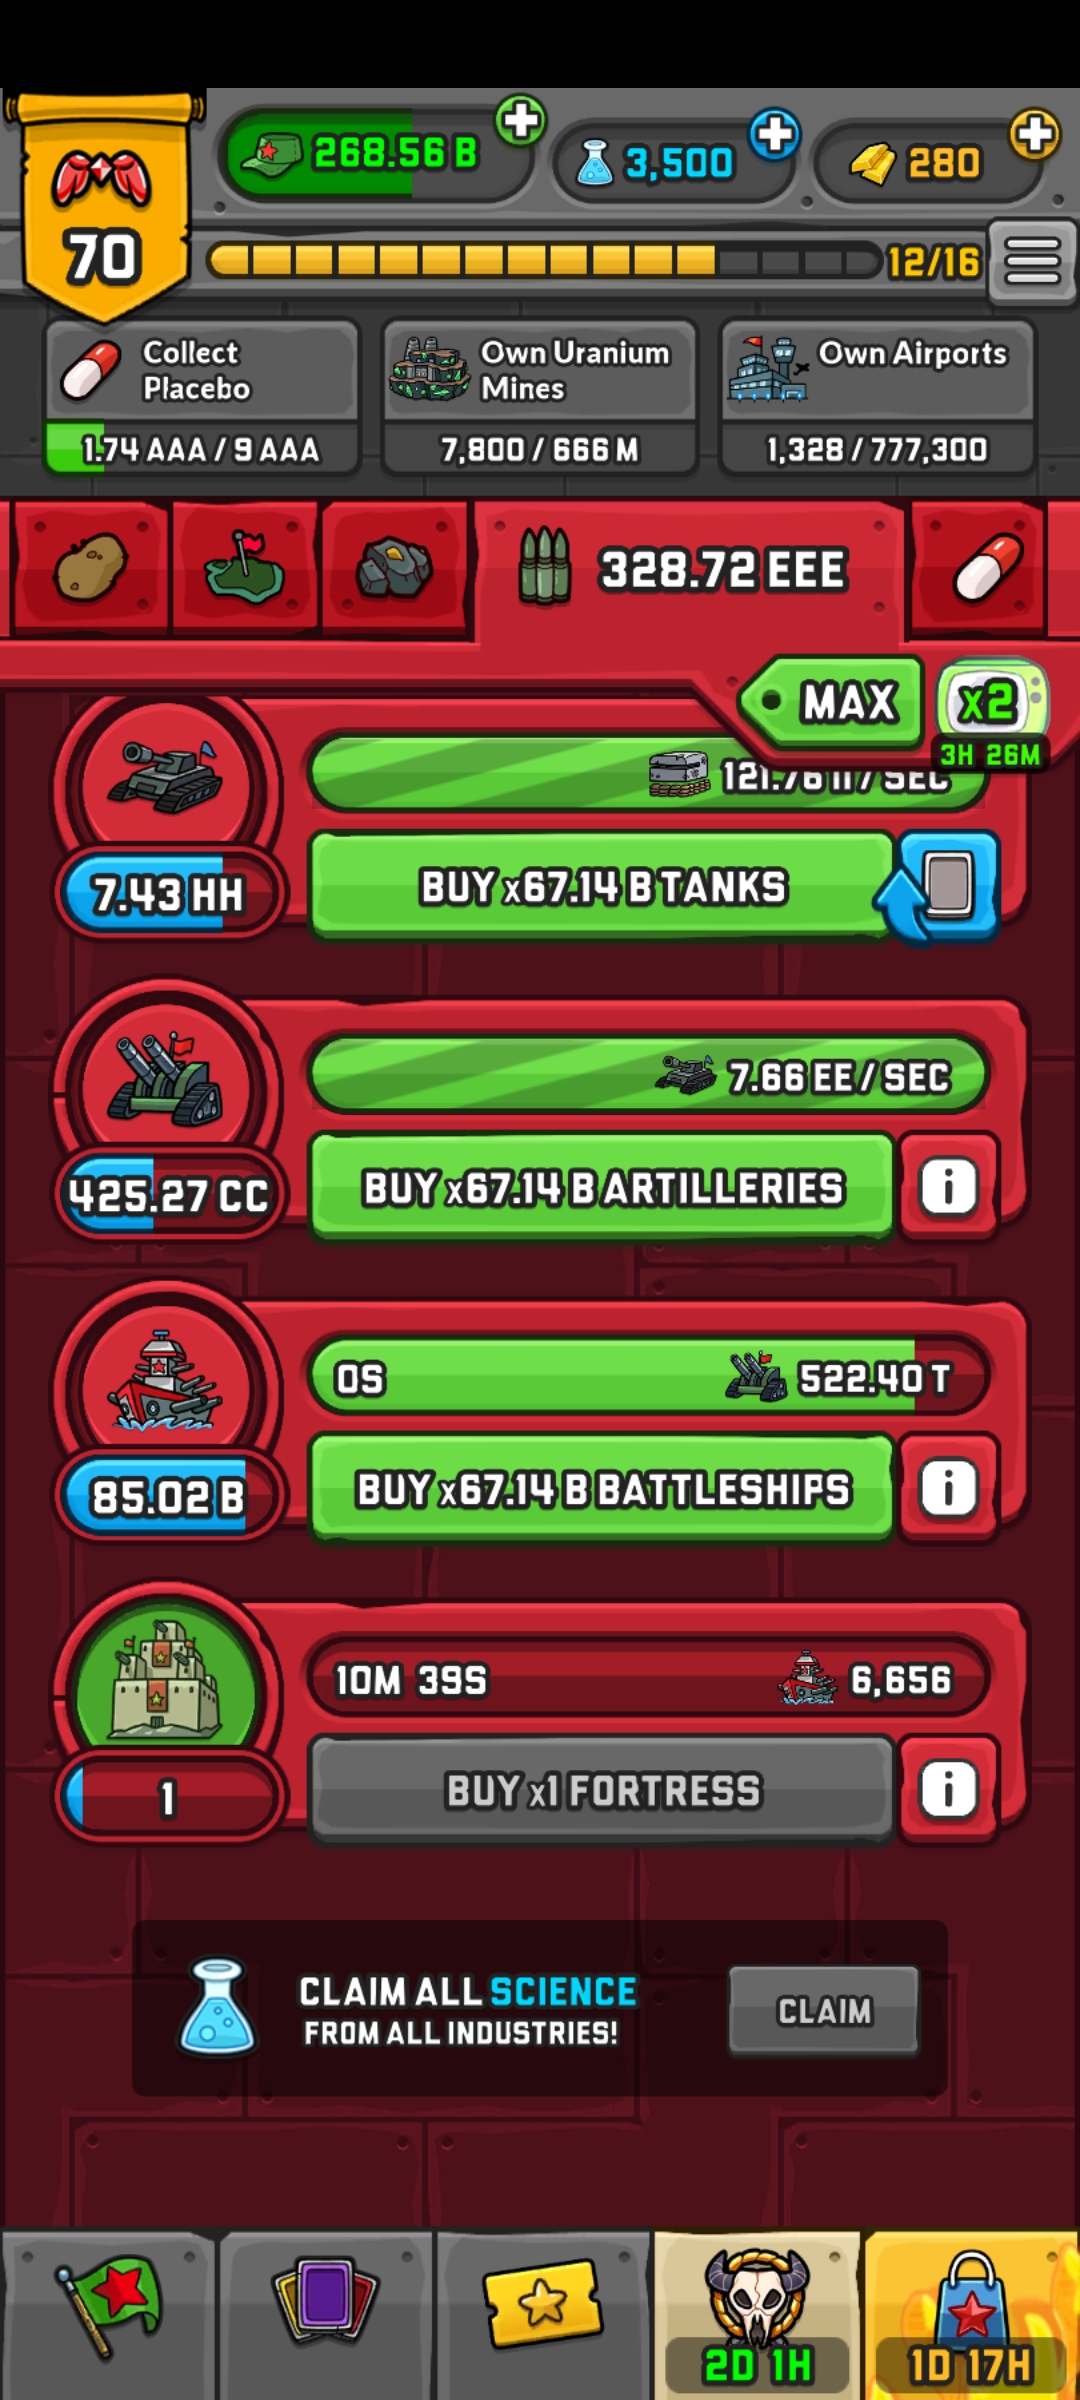 268.56 B
3,500
280
70
12/16
Collect
Placebo
1.74 AAA / 9 AAA
Own Uranium
Mines
7,800 / 666 M
Own Airports
1,328 / 777,300
328.72 EEE
MAX
x2
3H 26M
/ SEC
7.43 HH
BUY x67.14 B TANKS
7.66 EE / SEC
425.27 CC
BUY x67.14 B ARTILLERIES
i
0S
522.40 T
85.02 B
BUY x67.14 B BATTLESHIPS
i
10M 39S
6,656
1
BUY x1 FORTRESS
i
CLAIM ALL SCIENCE
FROM ALL INDUSTRIES!
CLAIM
2D 1H
1D 17H